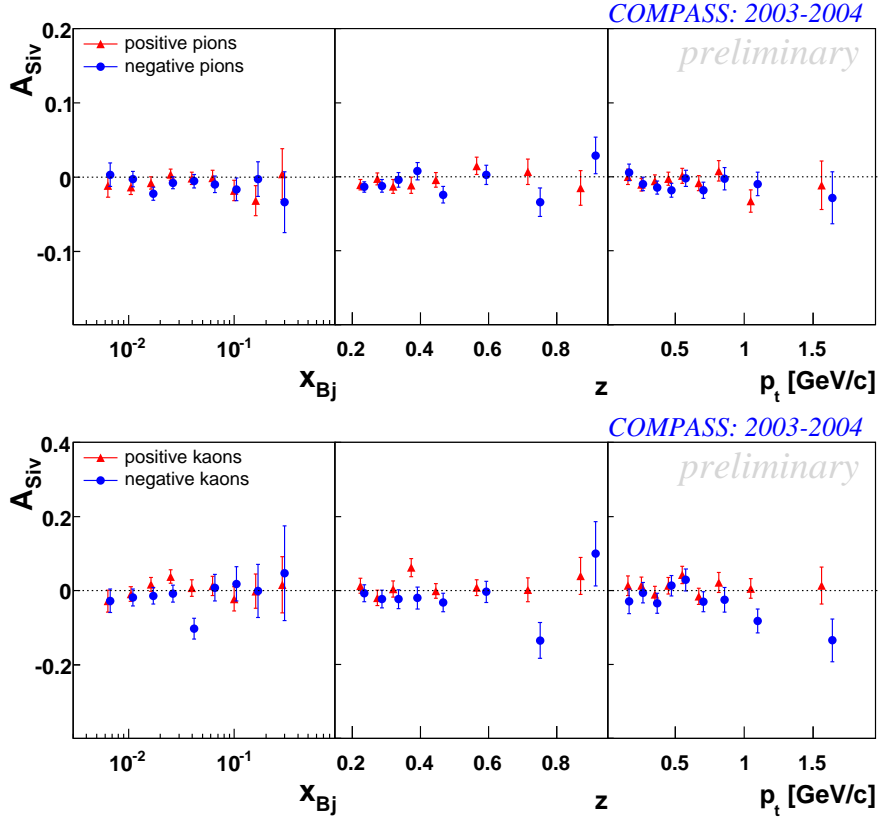 COMPASS: 2003-2004
preliminary
A_Siv
0.2
0.1
0
-0.1
positive pions
negative pions
10^-2 10^-1
x_Bj
0.2 0.4 0.6 0.8
z
0.5 1 1.5
p_t [GeV/c]
COMPASS: 2003-2004
preliminary
A_Siv
0.4
0.2
0
-0.2
positive kaons
negative kaons
10^-2 10^-1
x_Bj
0.2 0.4 0.6 0.8
z
0.5 1 1.5
p_t [GeV/c]